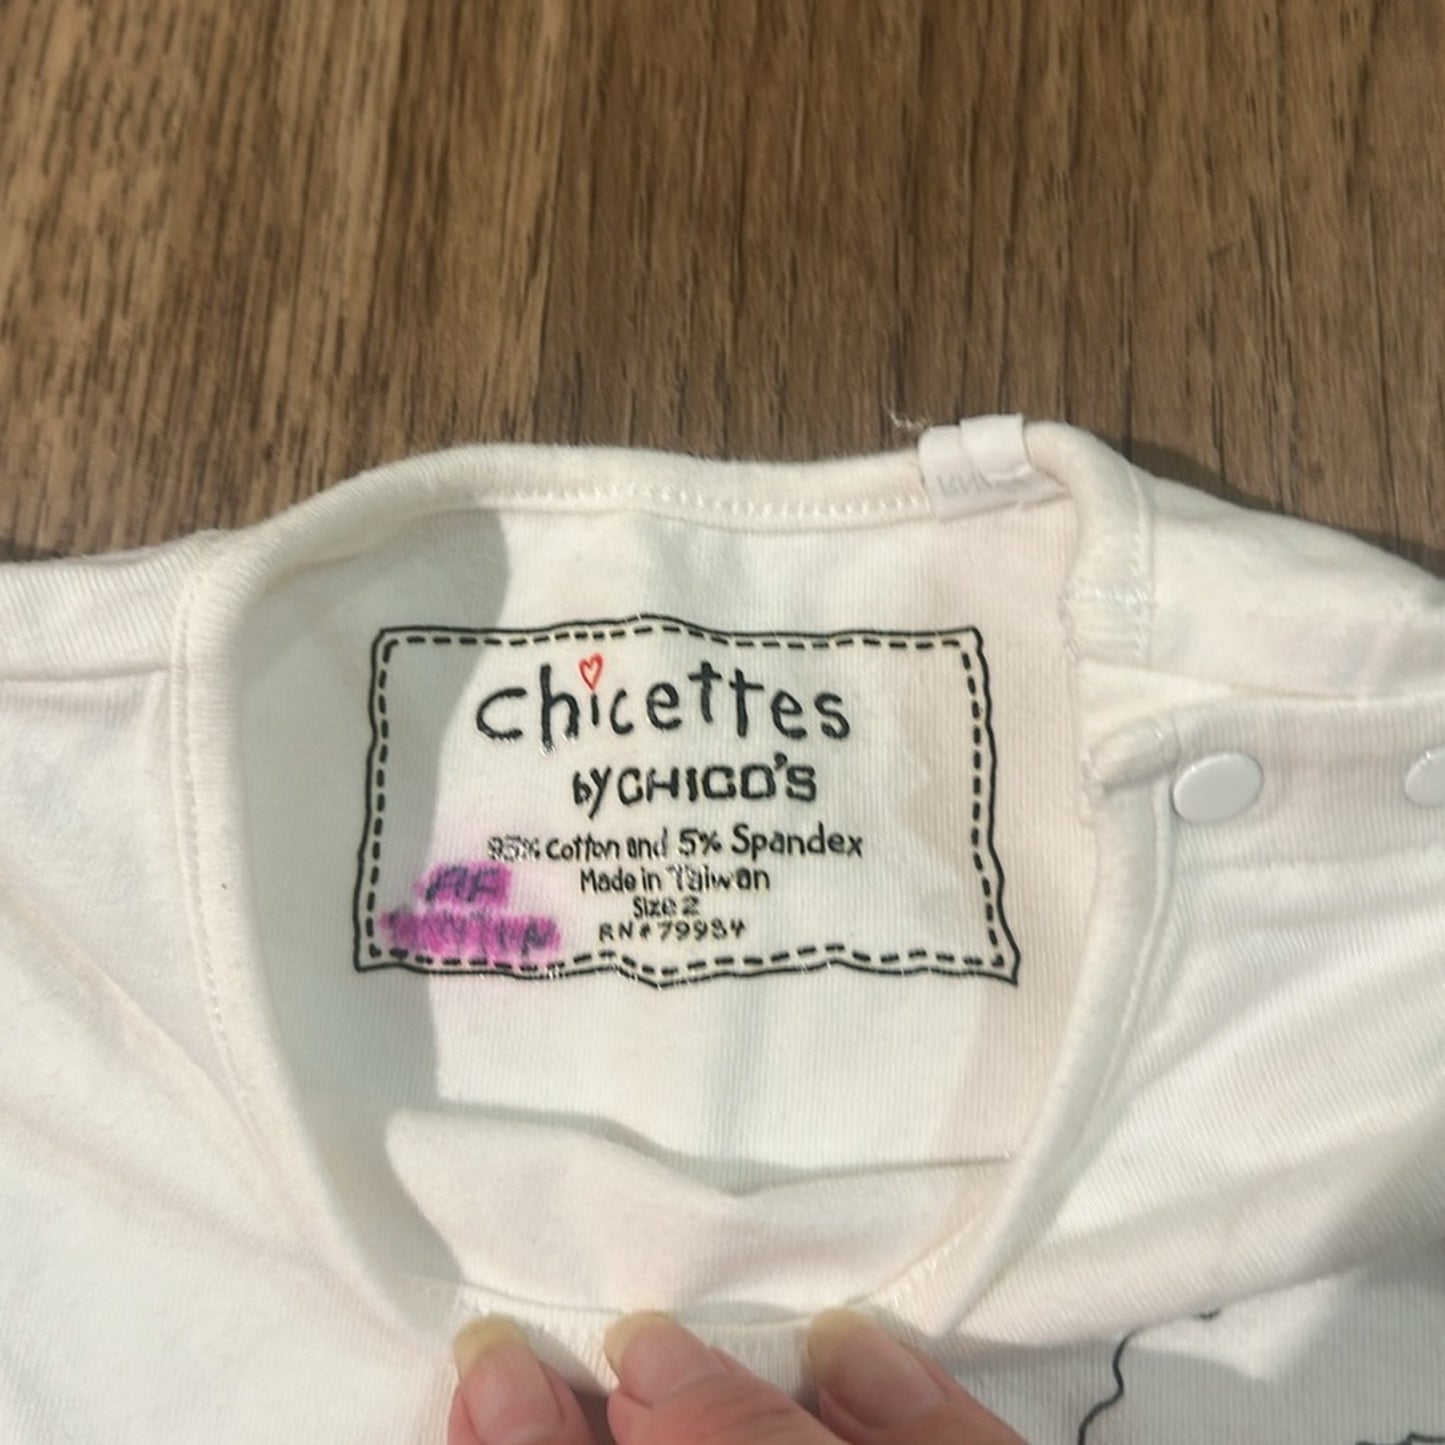 chicettes
by CHICO'S
95% Cotton and 5% Spandex
Made in Taiwan
Size 2
RN# 79984